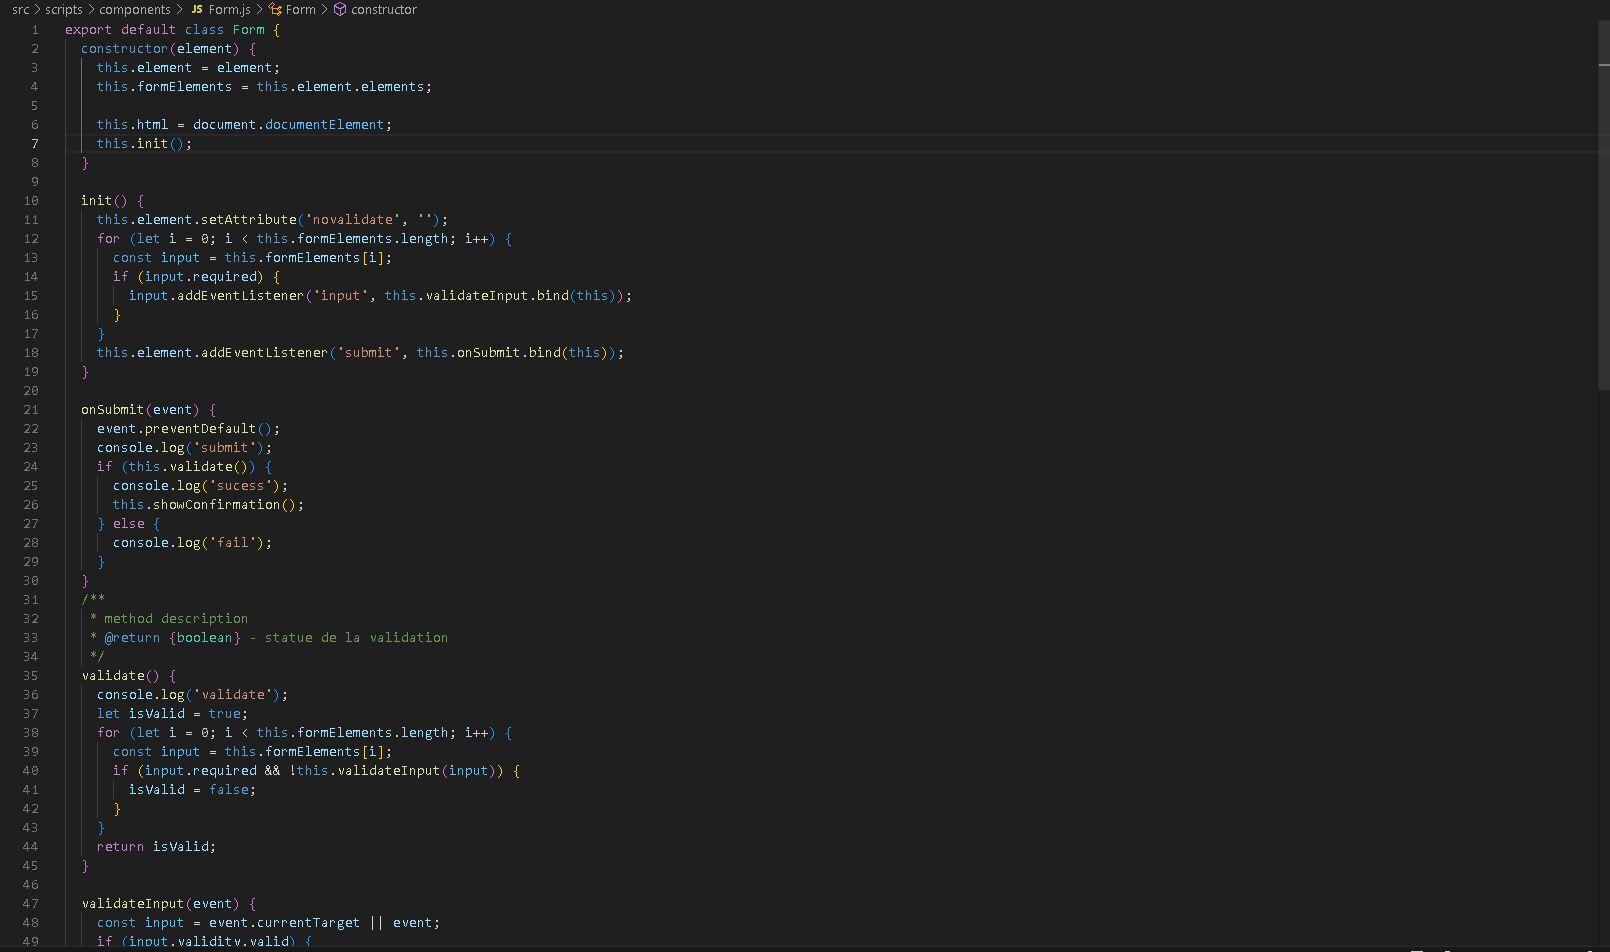 src > scripts > components > JS Form.js > Form > constructor
1 export default class Form {
2 constructor(element) {
3 this.element = element;
4 this.formElements = this.element.elements;
5
6 this.html = document.documentElement;
7 this.init();
8 }
9
10 init() {
11 this.element.setAttribute('novalidate', '');
12 for (let i = 0; i < this.formElements.length; i++) {
13 const input = this.formElements[i];
14 if (input.required) {
15 input.addEventListener('input', this.validateInput.bind(this));
16 }
17 }
18 this.element.addEventListener('submit', this.onSubmit.bind(this));
19 }
20
21 onSubmit(event) {
22 event.preventDefault();
23 console.log('submit');
24 if (this.validate()) {
25 console.log('sucess');
26 this.showConfirmation();
27 } else {
28 console.log('fail');
29 }
30 }
31 /**
32 * method description
33 * @return {boolean} - statue de la validation
34 */
35 validate() {
36 console.log('validate');
37 let isValid = true;
38 for (let i = 0; i < this.formElements.length; i++) {
39 const input = this.formElements[i];
40 if (input.required && !this.validateInput(input)) {
41 isValid = false;
42 }
43 }
44 return isValid;
45 }
46
47 validateInput(event) {
48 const input = event.currentTarget || event;
49 if (input.validity.valid) {